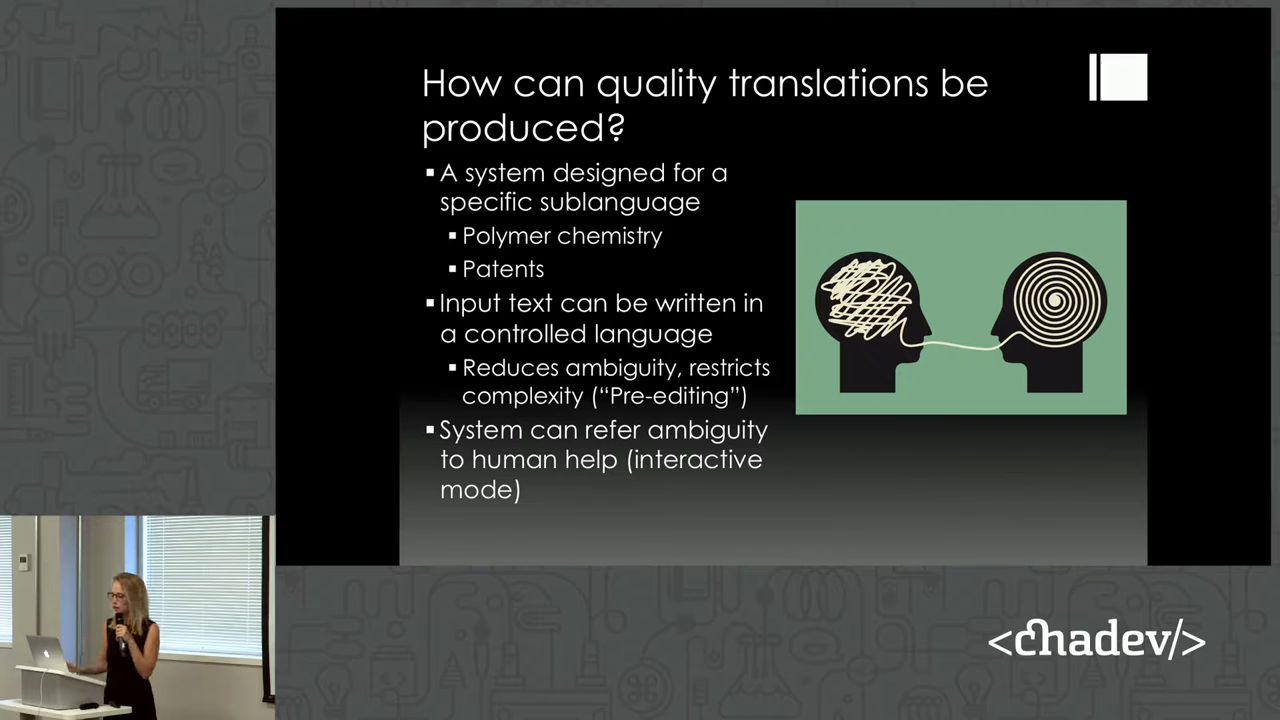 How can quality translations be
produced?
▪ A system designed for a
specific sublanguage
▪ Polymer chemistry
▪ Patents
▪ Input text can be written in
a controlled language
▪ Reduces ambiguity, restricts
complexity (“Pre-editing”)
▪ System can refer ambiguity
to human help (interactive
mode)
<chadev/>